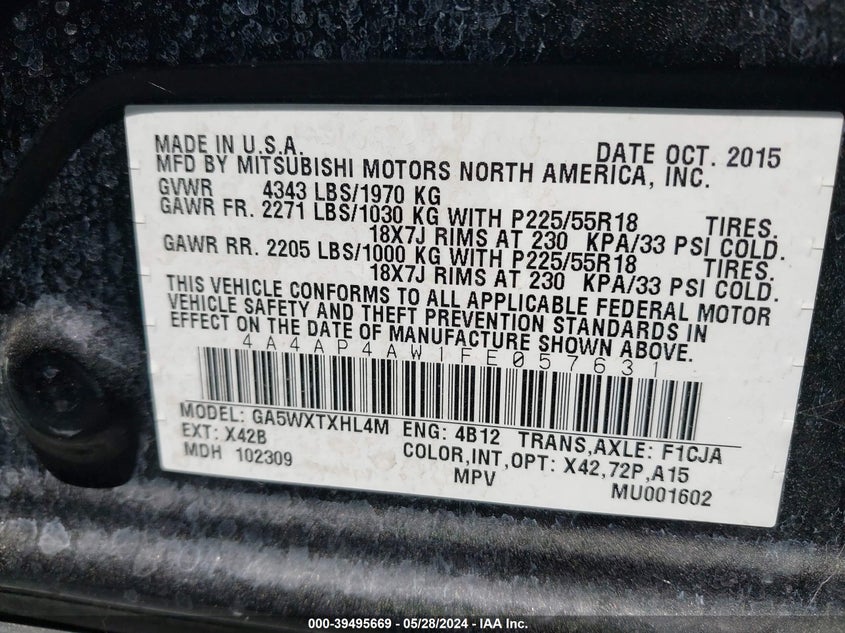 MADE IN U.S.A. DATE OCT. 2015
MFD BY MITSUBISHI MOTORS NORTH AMERICA, INC.
GVWR 4343 LBS/1970 KG
GAWR FR. 2271 LBS/1030 KG WITH P225/55R18 TIRES.
18X7J RIMS AT 230 KPA/33 PSI COLD.
GAWR RR. 2205 LBS/1000 KG WITH P225/55R18 TIRES.
18X7J RIMS AT 230 KPA/33 PSI COLD.
THIS VEHICLE CONFORMS TO ALL APPLICABLE FEDERAL MOTOR
VEHICLE SAFETY AND THEFT PREVENTION STANDARDS IN
EFFECT ON THE DATE OF MANUFACTURE SHOWN ABOVE.
4A4AP4AW1FE057631
MODEL: GA5WXTXHL4M ENG: 4B12 TRANS,AXLE: F1CJA
EXT: X42B COLOR,INT,OPT: X42,72P,A15
MDH 102309 MPV MU001602
000-39495669 / 05/28/2024 - IAA Inc.